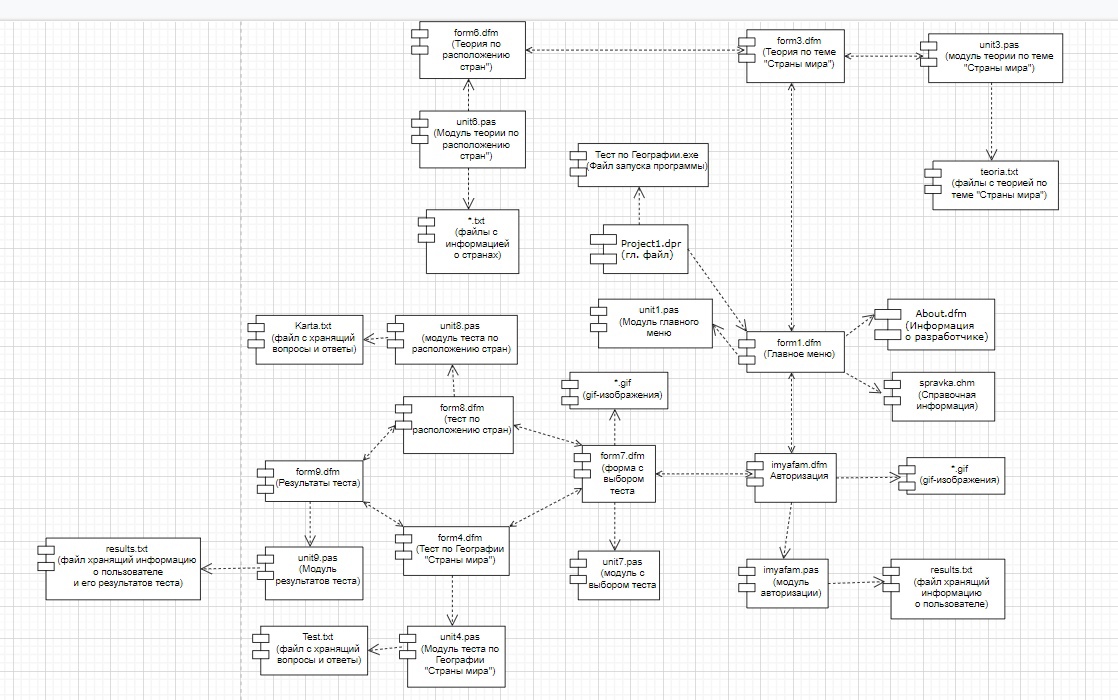 form6.dfm
(Теория по
расположению
стран")
form3.dfm
(Теория по теме
"Страны мира")
unit3.pas
(модуль теории по теме
"Страны мира")
unit6.pas
(Модуль теории по
расположению
стран")
Тест по Географии.exe
(Файл запуска программы)
teoria.txt
(файлы с теорией по
теме "Страны мира")
*.txt
(файлы с
информацией
о странах)
Project1.dpr
(гл. файл)
Karta.txt
(файл с хранящий
вопросы и ответы)
unit8.pas
(модуль теста по
расположению стран)
unit1.pas
(Модуль главного
меню
form1.dfm
(Главное меню)
About.dfm
(Информация
о разработчике)
*.gif
(gif-изображения)
spravka.chm
(Справочная
информация)
form8.dfm
(тест по
расположению стран)
form9.dfm
(Результаты теста)
form7.dfm
(форма с
выбором
теста
imyafam.dfm
Авторизация
*.gif
(gif-изображения)
results.txt
(файл хранящий информацию
о пользователе
и его результатов теста)
unit9.pas
(Модуль
результатов теста)
form4.dfm
(Тест по Географии
"Страны мира")
unit7.pas
(модуль с
выбором теста
imyafam.pas
(модуль
авторизации)
results.txt
(файл хранящий
информацию
о пользователе)
Test.txt
(файл с хранящий
вопросы и ответы)
unit4.pas
(Модуль теста по
Географии
"Страны мира")